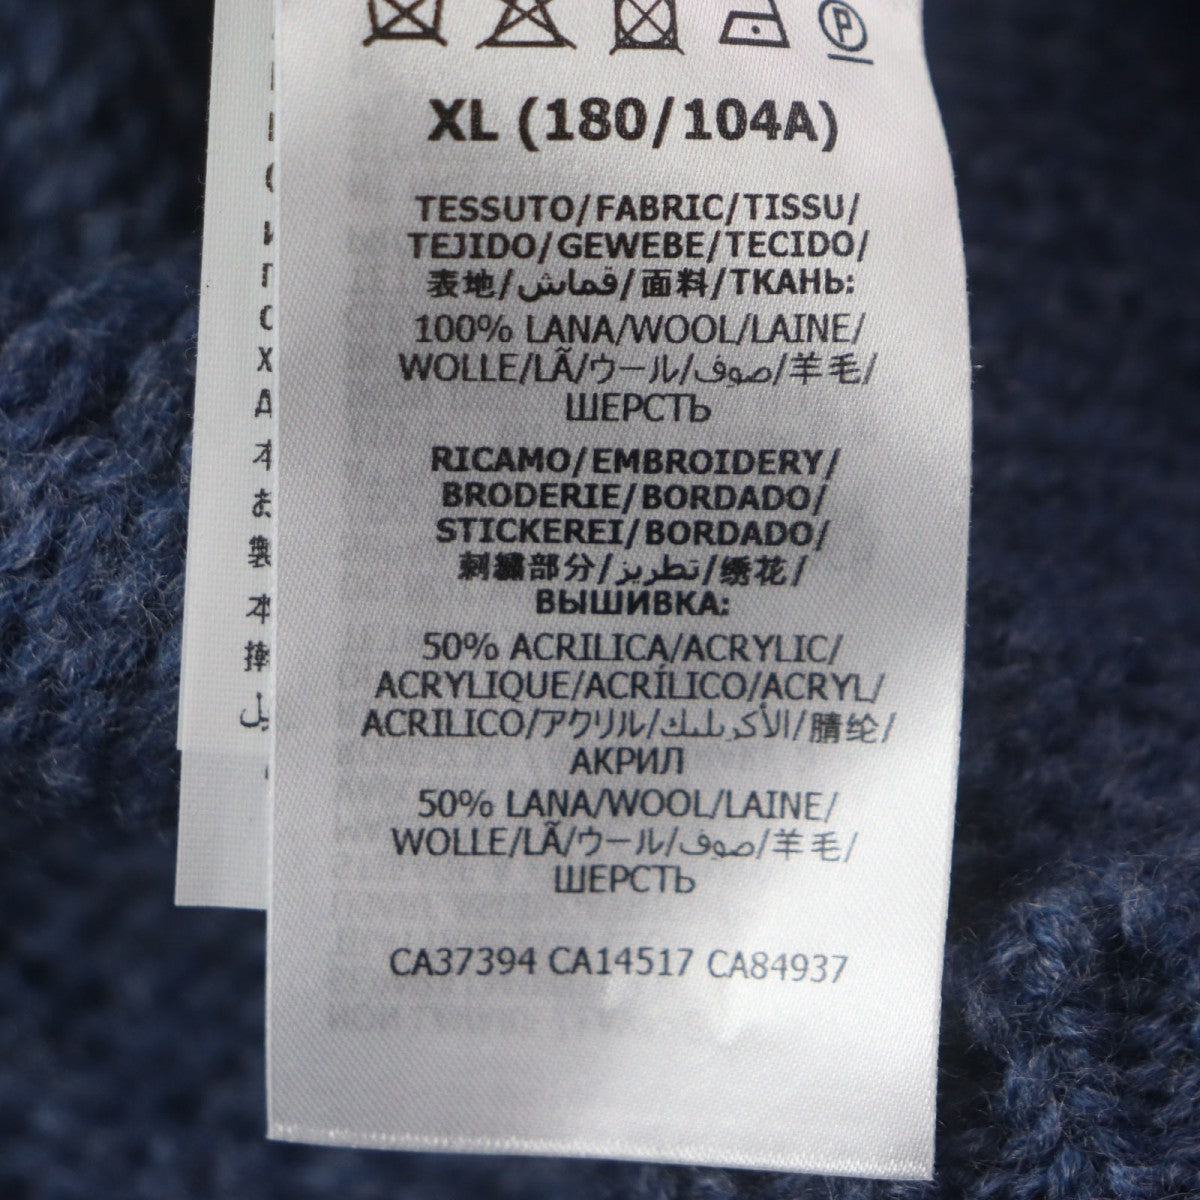 P
XL (180/104A)
TESSUTO/FABRIC/TISSU/
TEJIDO/GEWEBE/TECIDO/
表地/قماش/面料/ТКАНЬ:
100% LANA/WOOL/LAINE/
WOLLE/LÃ/ウール/صوف/羊毛/
ШЕРСТЬ
RICAMO/EMBROIDERY/
BRODERIE/BORDADO/
STICKEREI/BORDADO/
刺繍部分/تطريز/绣花/
ВЫШИВКА:
50% ACRILICA/ACRYLIC/
ACRYLIQUE/ACRÍLICO/ACRYL/
ACRILICO/アクリル/الأكريليك/腈纶/
АКРИЛ
50% LANA/WOOL/LAINE/
WOLLE/LÃ/ウール/صوف/羊毛/
ШЕРСТЬ
CA37394 CA14517 CA84937